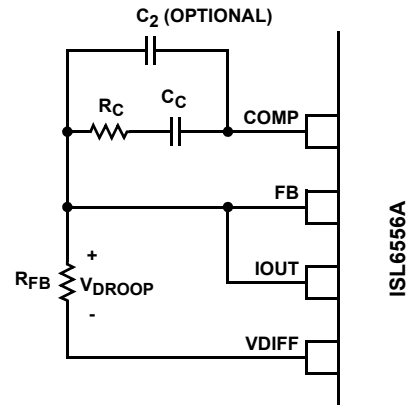 C2 (OPTIONAL)
RC
CC
COMP
FB
IOUT
+
RFB
VDROOP
-
VDIFF
ISL6556A